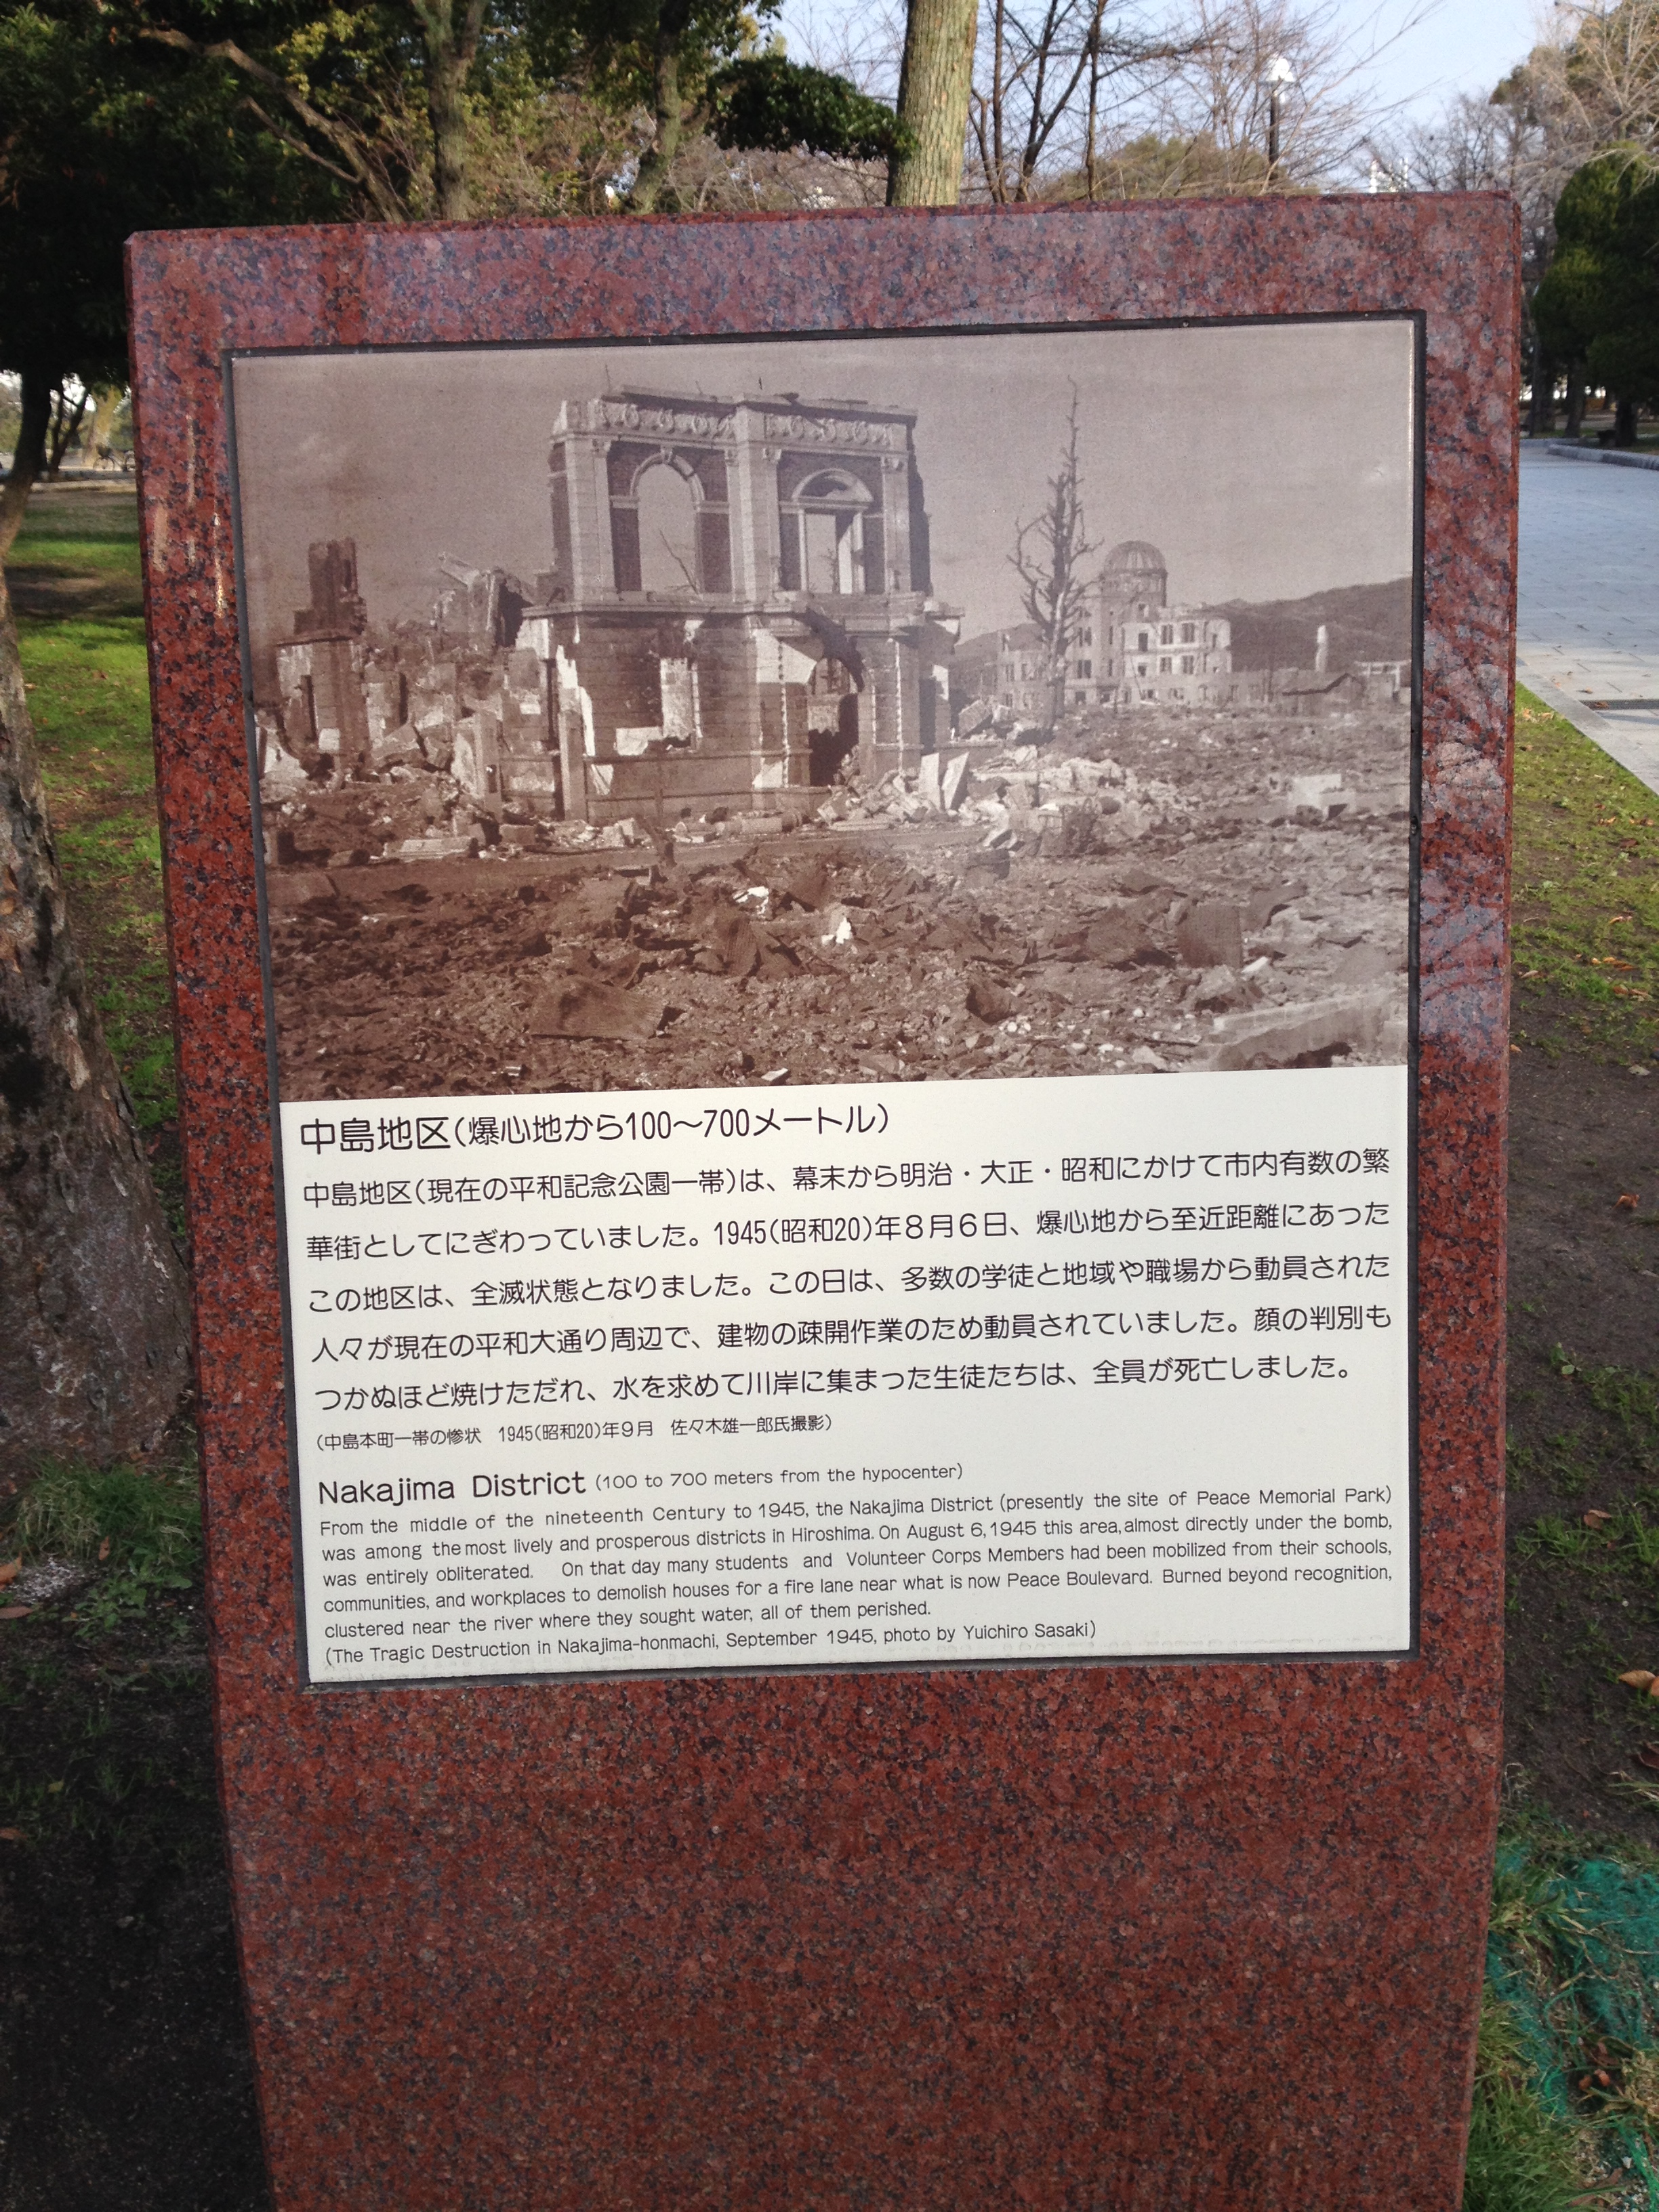 中島地区(爆心地から100〜700メートル)
中島地区(現在の平和記念公園一帯)は、幕末から明治・大正・昭和にかけて市内有数の繁
華街としてにぎわっていました。1945(昭和20)年8月6日、爆心地から至近距離にあった
この地区は、全滅状態となりました。この日は、多数の学徒と地域や職場から動員された
人々が現在の平和大通り周辺で、建物の疎開作業のため動員されていました。顔の判別も
つかぬほど焼けただれ、水を求めて川岸に集まった生徒たちは、全員が死亡しました。
(中島本町一帯の惨状 1945(昭和20)年9月 佐々木雄一郎氏撮影)
Nakajima District (100 to 700 meters from the hypocenter)
From the middle of the nineteenth Century to 1945, the Nakajima District (presently the site of Peace Memorial Park)
was among the most lively and prosperous districts in Hiroshima. On August 6,1945 this area,almost directly under the bomb,
was entirely obliterated. On that day many students and Volunteer Corps Members had been mobilized from their schools,
communities, and workplaces to demolish houses for a fire lane near what is now Peace Boulevard. Burned beyond recognition,
clustered near the river where they sought water, all of them perished.
(The Tragic Destruction in Nakajima-honmachi, September 1945, photo by Yuichiro Sasaki)